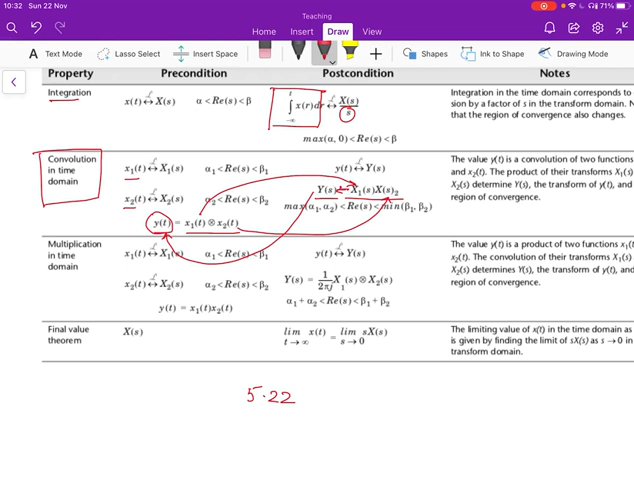 10:32 Sun 22 Nov
Teaching
71%
Home Insert Draw View
Text Mode Lasso Select Insert Space Shapes Ink to Shape Drawing Mode
Property Precondition Postcondition Notes
Integration x(t) ℒ↔ X(s) α < Re(s) < β ∫_{-∞}^{t} x(r)dr ℒ↔ X(s)/s Integration in the time domain corresponds to
sion by a factor of s in the transform domain. N
that the region of convergence also changes.
max(α, 0) < Re(s) < β
Convolution
in time
domain
x₁(t) ℒ↔ X₁(s) α₁ < Re(s) < β₁ y(t) ℒ↔ Y(s)
x₂(t) ℒ↔ X₂(s) α₂ < Re(s) < β₂ Y(s) = X₁(s)X(s)₂
max(α₁, α₂) < Re(s) < min(β₁, β₂)
y(t) = x₁(t) ⊗ x₂(t)
The value y(t) is a convolution of two functions
and x₂(t). The product of their transforms X₁(s)
X₂(s) determine Y(s), the transform of y(t), and
region of convergence.
Multiplication
in time
domain
x₁(t) ℒ↔ X₁(s) α₁ < Re(s) < β₁ y(t) ℒ↔ Y(s)
x₂(t) ℒ↔ X₂(s) α₂ < Re(s) < β₂ Y(s) = 1/2πj X₁(s) ⊗ X₂(s)
y(t) = x₁(t)x₂(t) α₁ + α₂ < Re(s) < β₁ + β₂
The value y(t) is a product of two functions x₁(t
x₂(t). The convolution of their transforms X₁(s)
X₂(s) determines Y(s), the transform of y(t), and
region of convergence.
Final value
theorem
X(s) lim_{t→∞} x(t) = lim_{s→0} sX(s)
The limiting value of x(t) in the time domain as
is given by finding the limit of sX(s) as s → 0 in
transform domain.
5.22